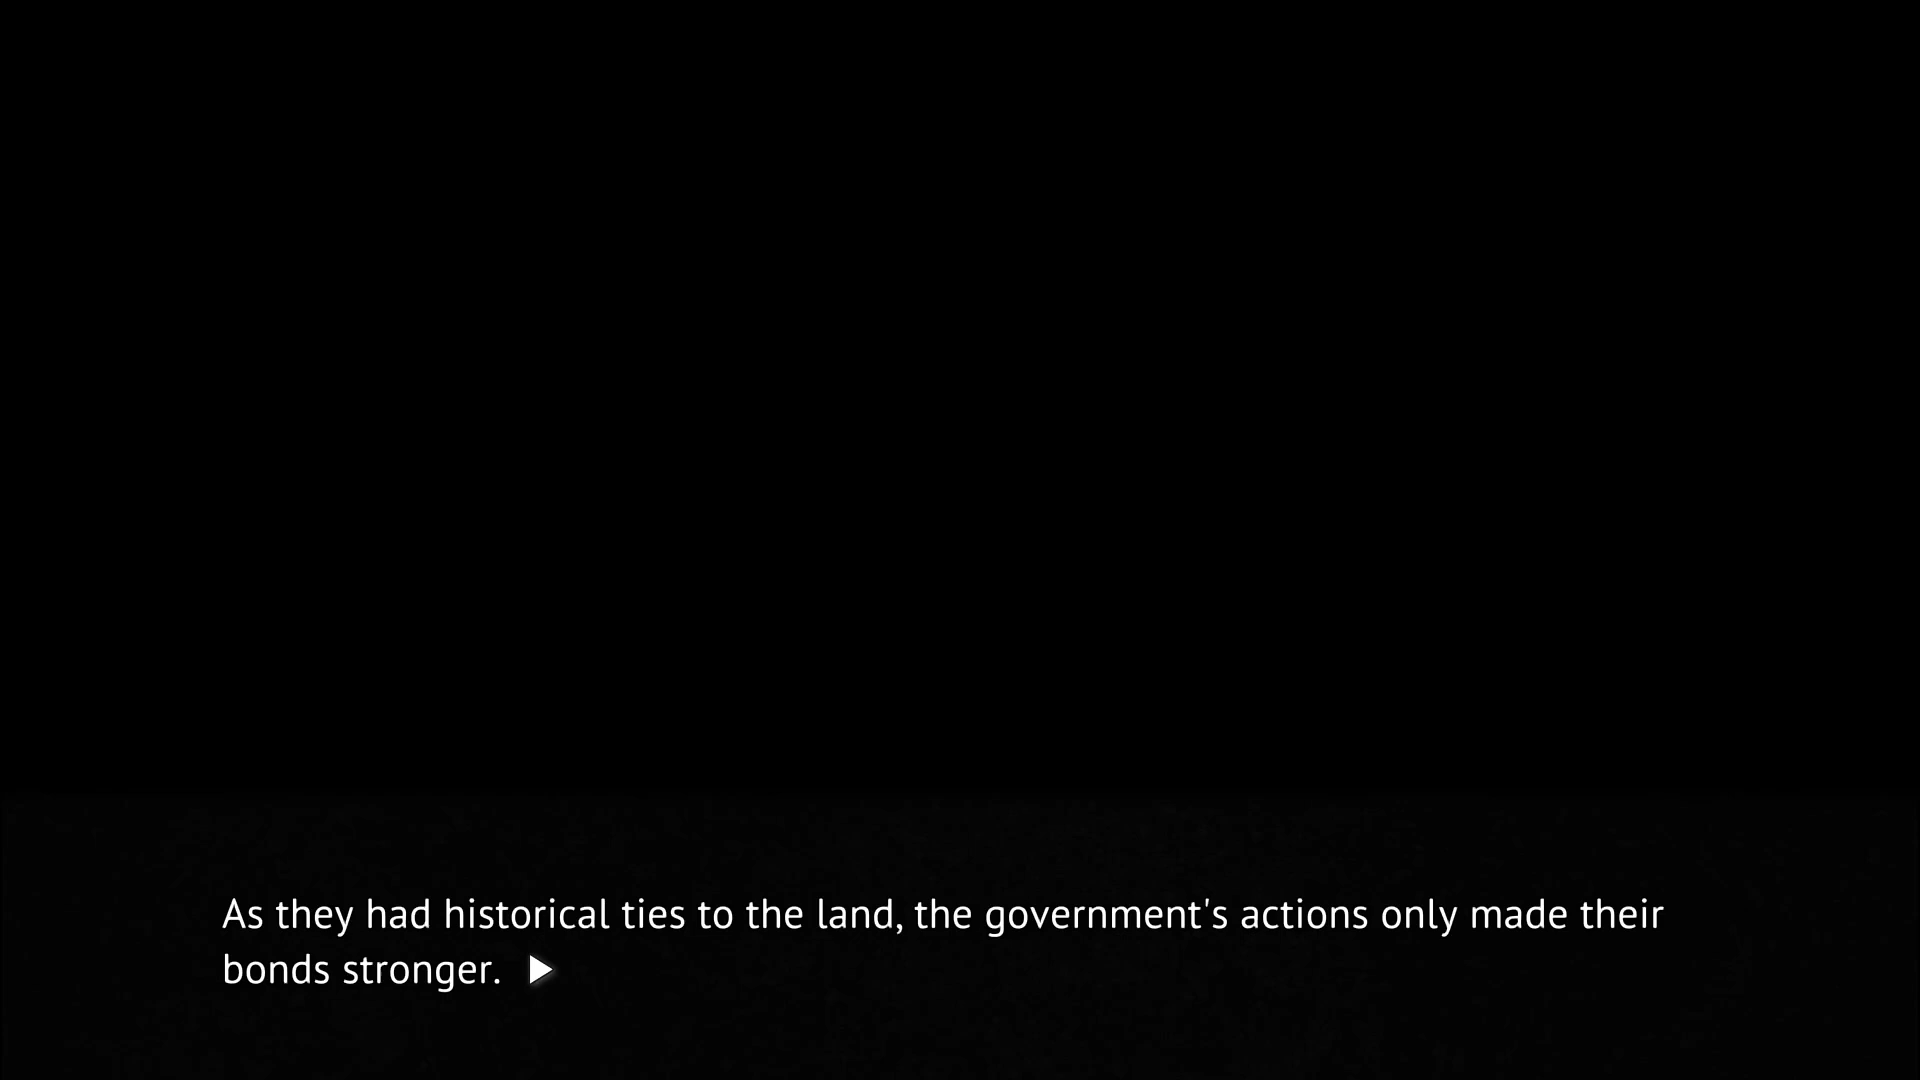 As they had historical ties to the land, the government's actions only made their
bonds stronger.